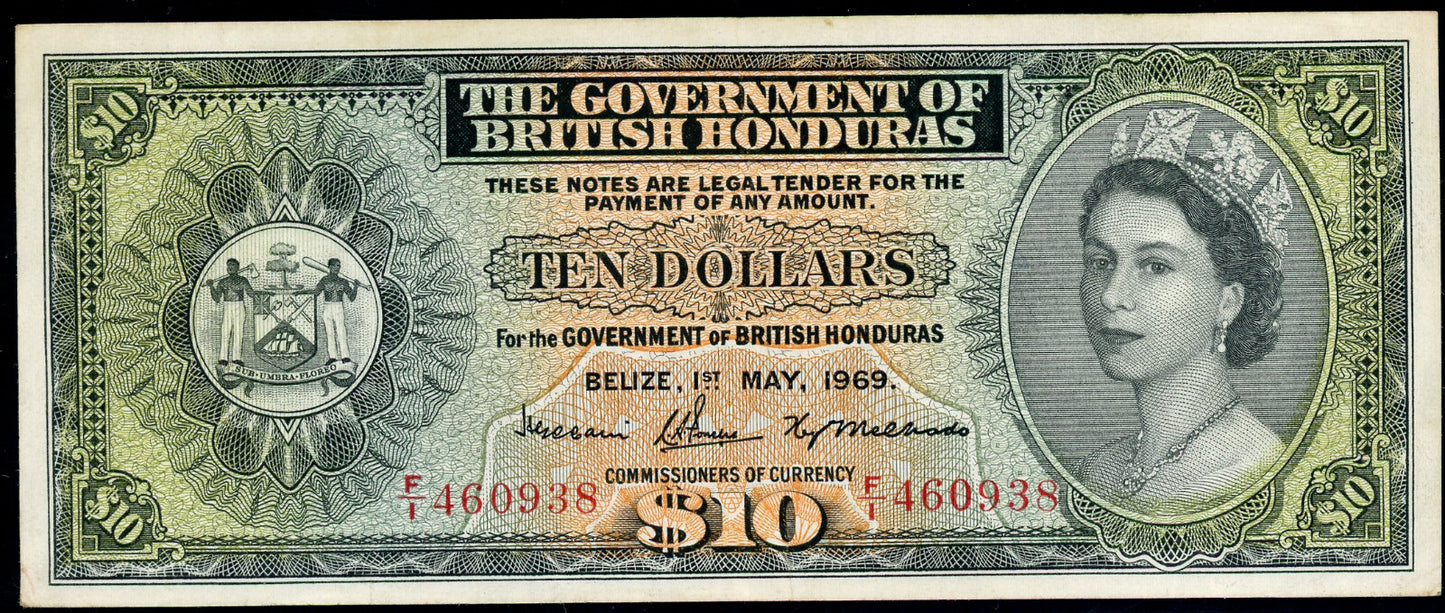 $10
$10
THE GOVERNMENT OF
BRITISH HONDURAS
THESE NOTES ARE LEGAL TENDER FOR THE
PAYMENT OF ANY AMOUNT.
TEN DOLLARS
For the GOVERNMENT OF BRITISH HONDURAS
SUB·UMBRA·FLOREO
BELIZE, 1ST MAY, 1969.
COMMISSIONERS OF CURRENCY
F/1 460938
F/1 460938
$10
$10
$10